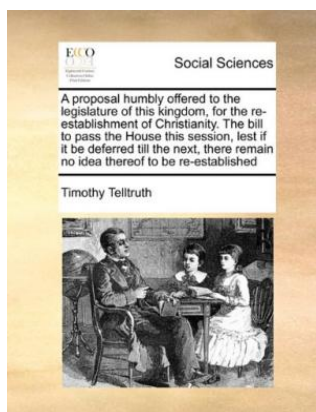 ECCO
Social Sciences
A proposal humbly offered to the
legislature of this kingdom, for the re-
establishment of Christianity. The bill
to pass the House this session, lest if
it be deferred till the next, there remain
no idea thereof to be re-established
Timothy Telltruth